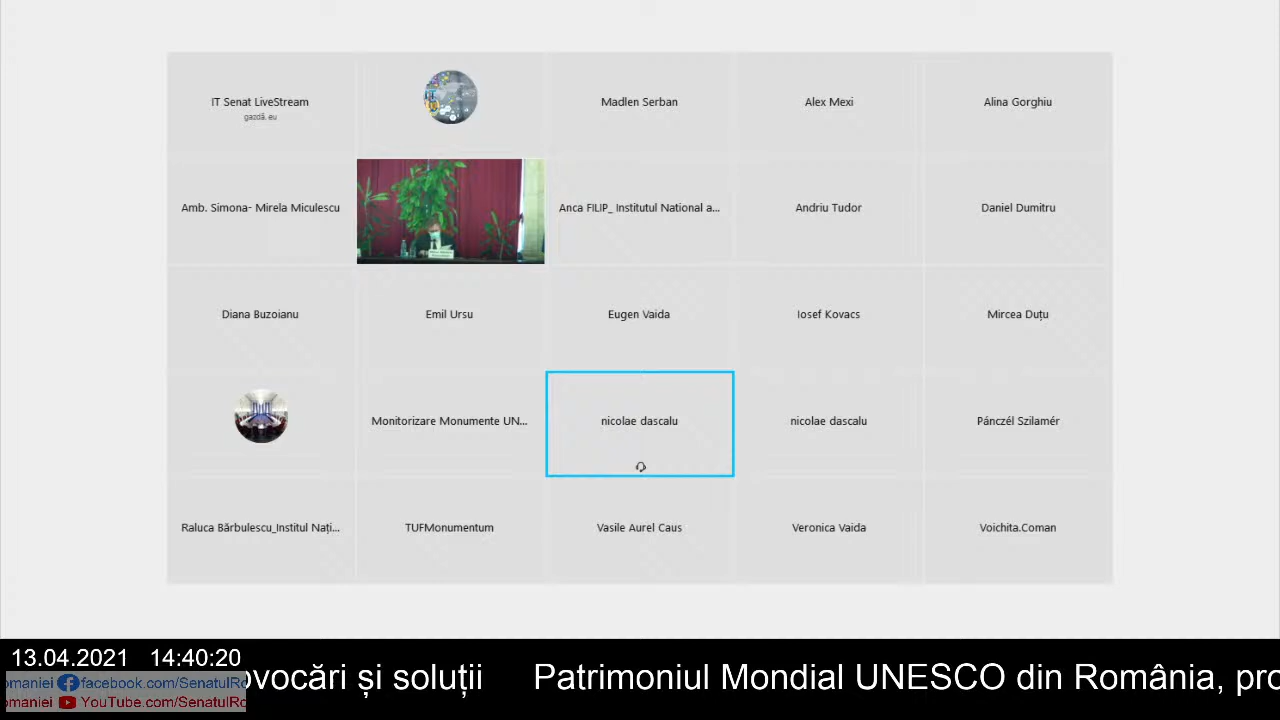 IT Senat LiveStream
gazdă.eu
Madlen Serban
Alex Mexi
Alina Gorghiu
Amb. Simona- Mirela Miculescu
Anca FILIP_ Institutul National a...
Andriu Tudor
Daniel Dumitru
Diana Buzoianu
Emil Ursu
Eugen Vaida
Iosef Kovacs
Mircea Duțu
Monitorizare Monumente UN...
nicolae dascalu
nicolae dascalu
Pánczél Szilamér
Raluca Bărbulescu_Institul Nați...
TUFMonumentum
Vasile Aurel Caus
Veronica Vaida
Voichita.Coman
13.04.2021 14:40:20
omaniei facebook.com/SenatulRo
omaniei YouTube.com/SenatulRo
ovocări și soluții Patrimoniul Mondial UNESCO din România, pro